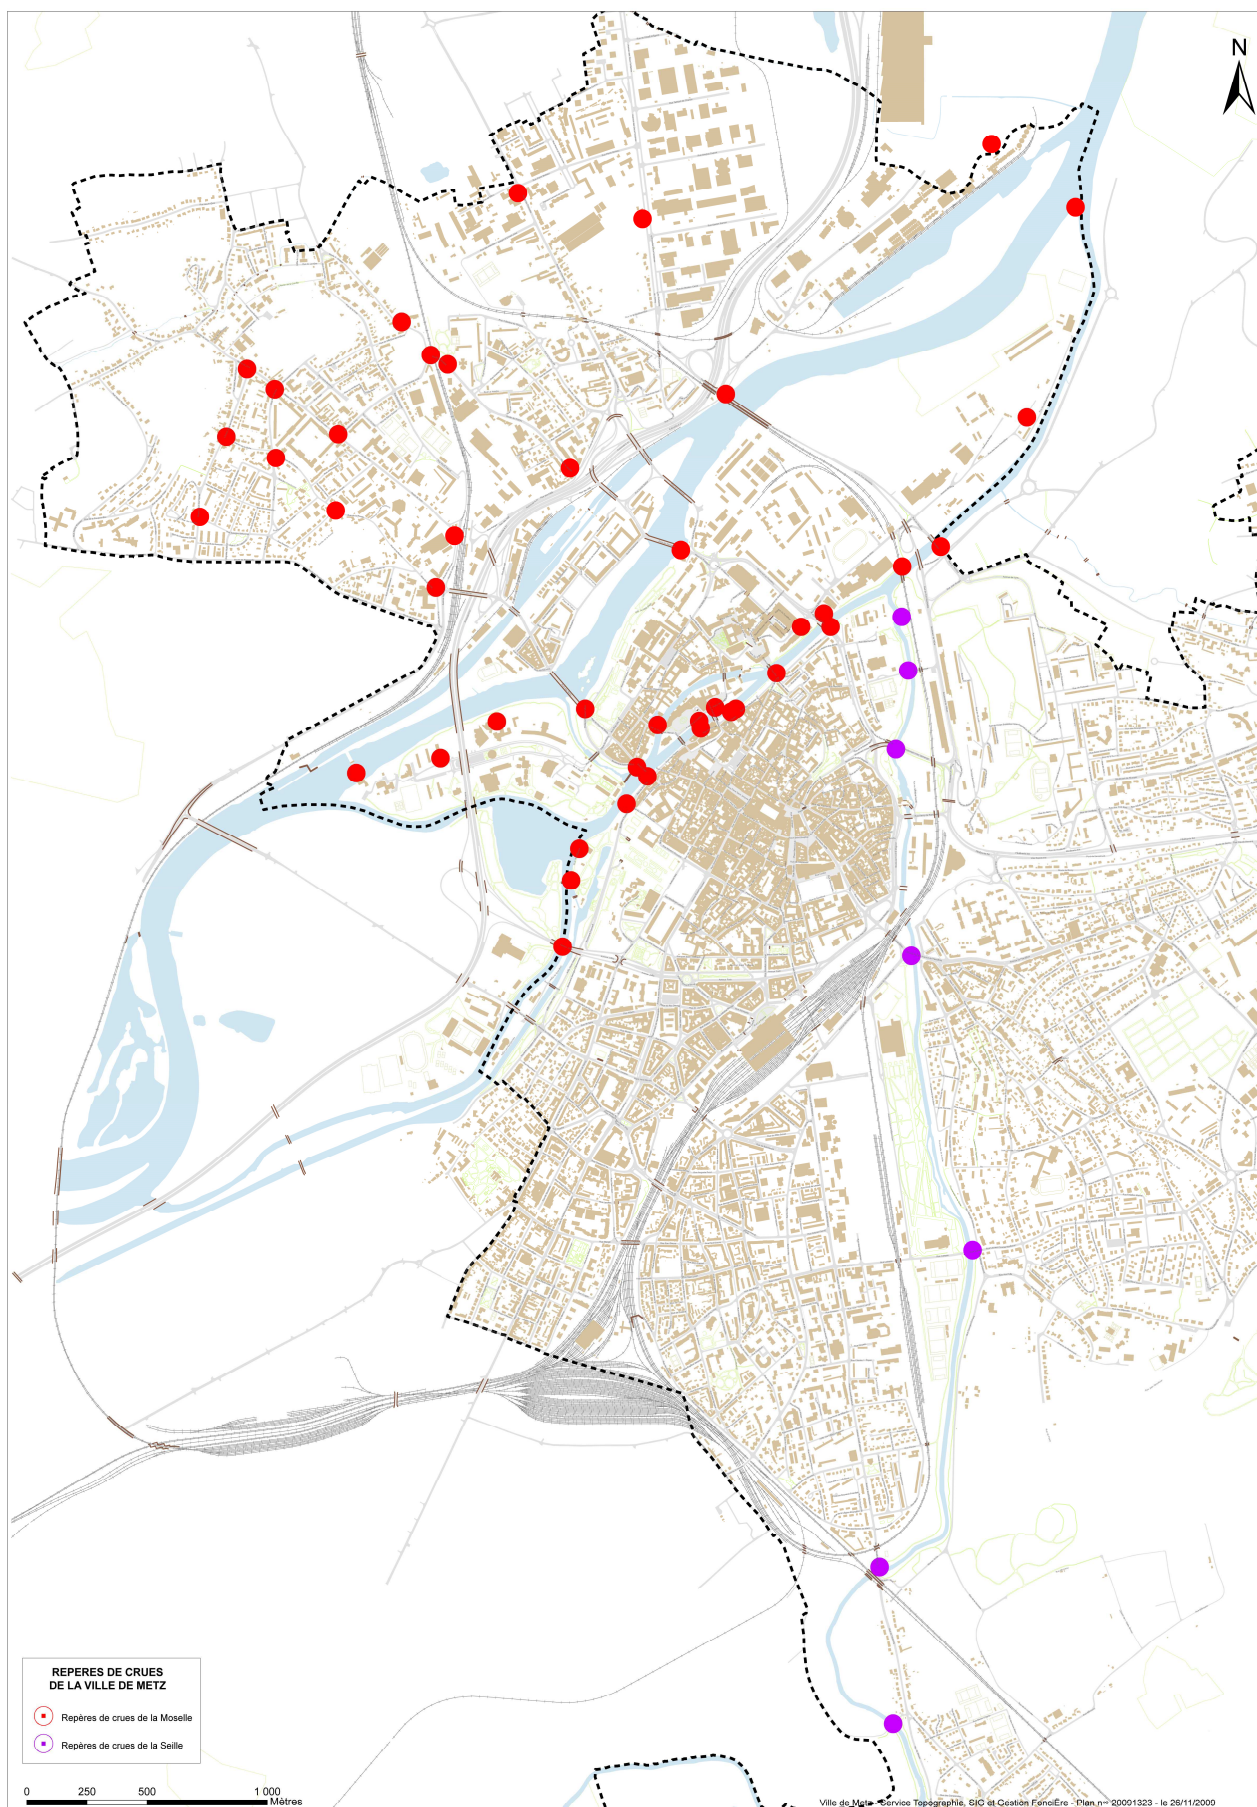 N
REPERES DE CRUES
DE LA VILLE DE METZ
Repères de crues de la Moselle
Repères de crues de la Seille
0 250 500 1 000
Mètres
Ville de Metz - Service Topographie, SIG et Gestion FonciÈre - Plan n° 20091323 - le 26/11/2009